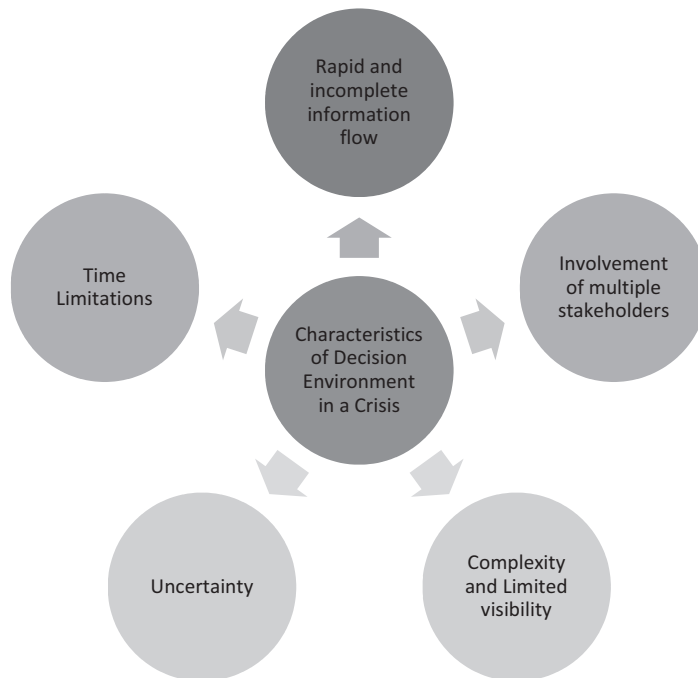 Rapid and
incomplete
information
flow
Time
Limitations
Involvement
of multiple
stakeholders
Characteristics
of Decision
Environment
in a Crisis
Uncertainty
Complexity
and Limited
visibility